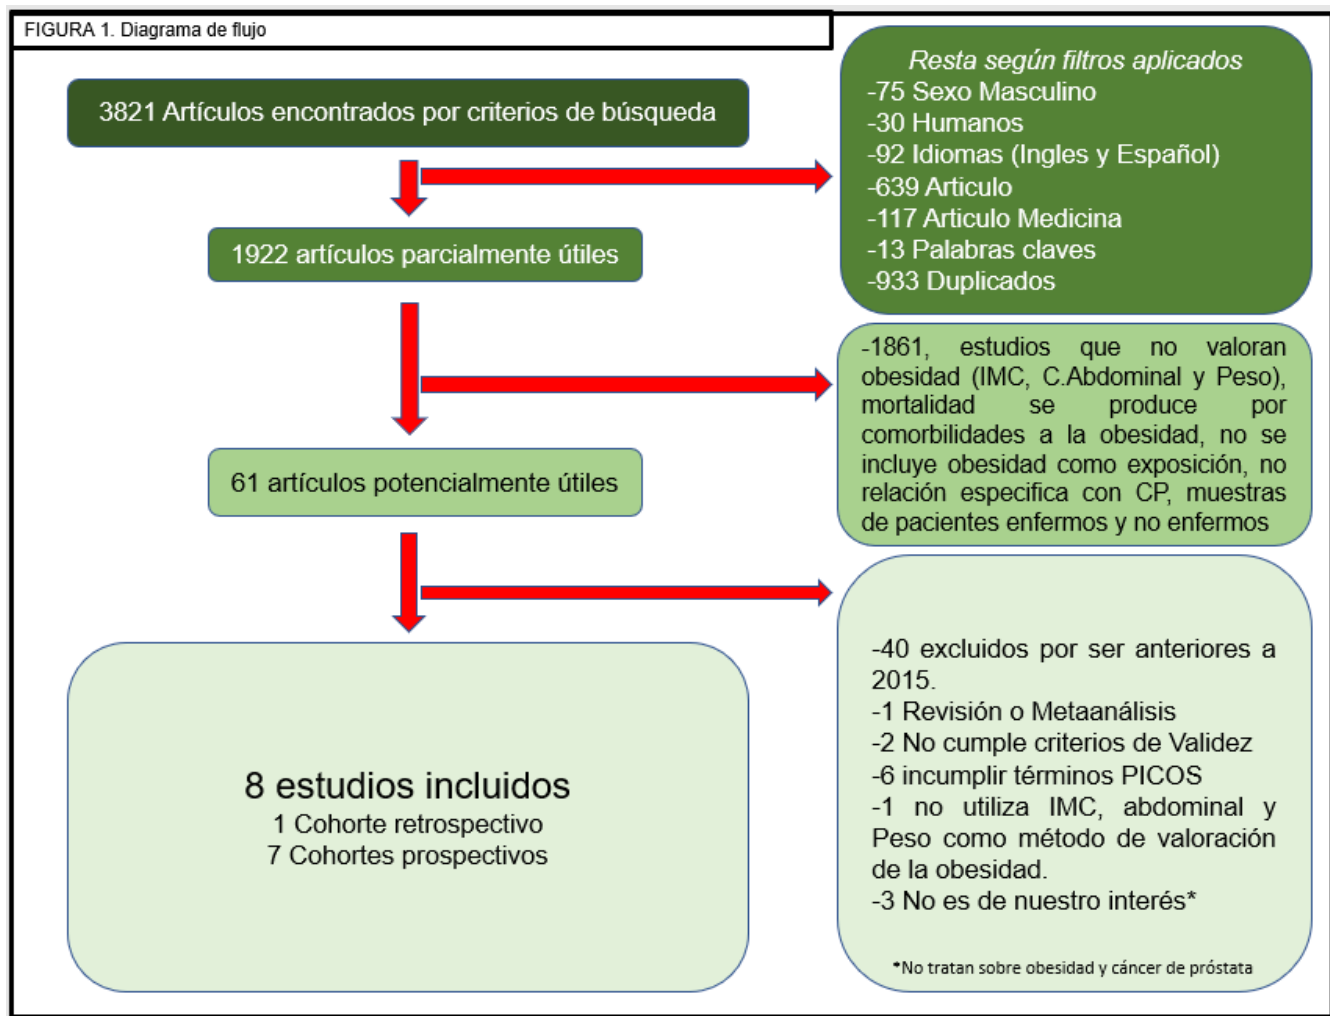 FIGURA 1. Diagrama de flujo
3821 Artículos encontrados por criterios de búsqueda
Resta según filtros aplicados
-75 Sexo Masculino
-30 Humanos
-92 Idiomas (Ingles y Español)
-639 Articulo
-117 Articulo Medicina
-13 Palabras claves
-933 Duplicados
1922 artículos parcialmente útiles
-1861, estudios que no valoran
obesidad (IMC, C.Abdominal y Peso),
mortalidad se produce por
comorbilidades a la obesidad, no se
incluye obesidad como exposición, no
relación especifica con CP, muestras
de pacientes enfermos y no enfermos
61 artículos potencialmente útiles
-40 excluidos por ser anteriores a
2015.
-1 Revisión o Metaanálisis
-2 No cumple criterios de Validez
-6 incumplir términos PICOS
-1 no utiliza IMC, abdominal y
Peso como método de valoración
de la obesidad.
-3 No es de nuestro interés*
*No tratan sobre obesidad y cáncer de próstata
8 estudios incluidos
1 Cohorte retrospectivo
7 Cohortes prospectivos